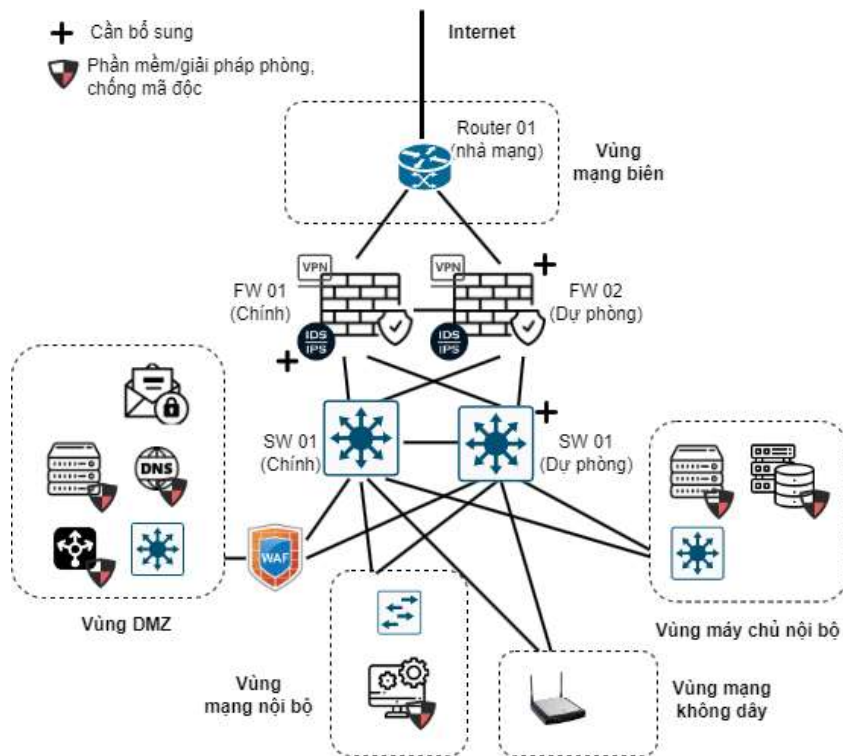 Cần bổ sung
Phần mềm/giải pháp phòng,
chống mã độc
Internet
Router 01
(nhà mạng)
Vùng
mạng biên
VPN
VPN
FW 01
(Chính)
FW 02
(Dự phòng)
IDS
IPS
IDS
IPS
DNS
SW 01
(Chính)
SW 01
(Dự phòng)
WAF
Vùng DMZ
Vùng máy chủ nội bộ
Vùng
mạng nội bộ
Vùng mạng
không dây